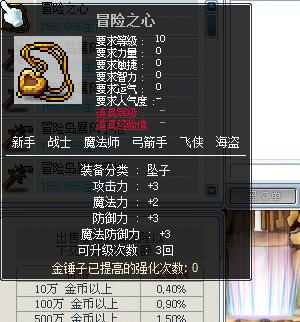 冒险之心
要求等级 : 10
要求力量 : 0
要求敏捷 : 0
要求智力 : 0
要求运气 : 0
要求人气度 : -
道具等级 : -
道具经验值 : -
新手 战士 魔法师 弓箭手 飞侠 海盗
装备分类 : 坠子
攻击力 : +3
魔法力 : +2
防御力 : +3
魔法防御力 : +3
可升级次数 : 3回
金锤子已提高的强化次数: 0
10万 金币以上 0,40%
100万 金币以上 0,90%
500万 金币以上 1,50%